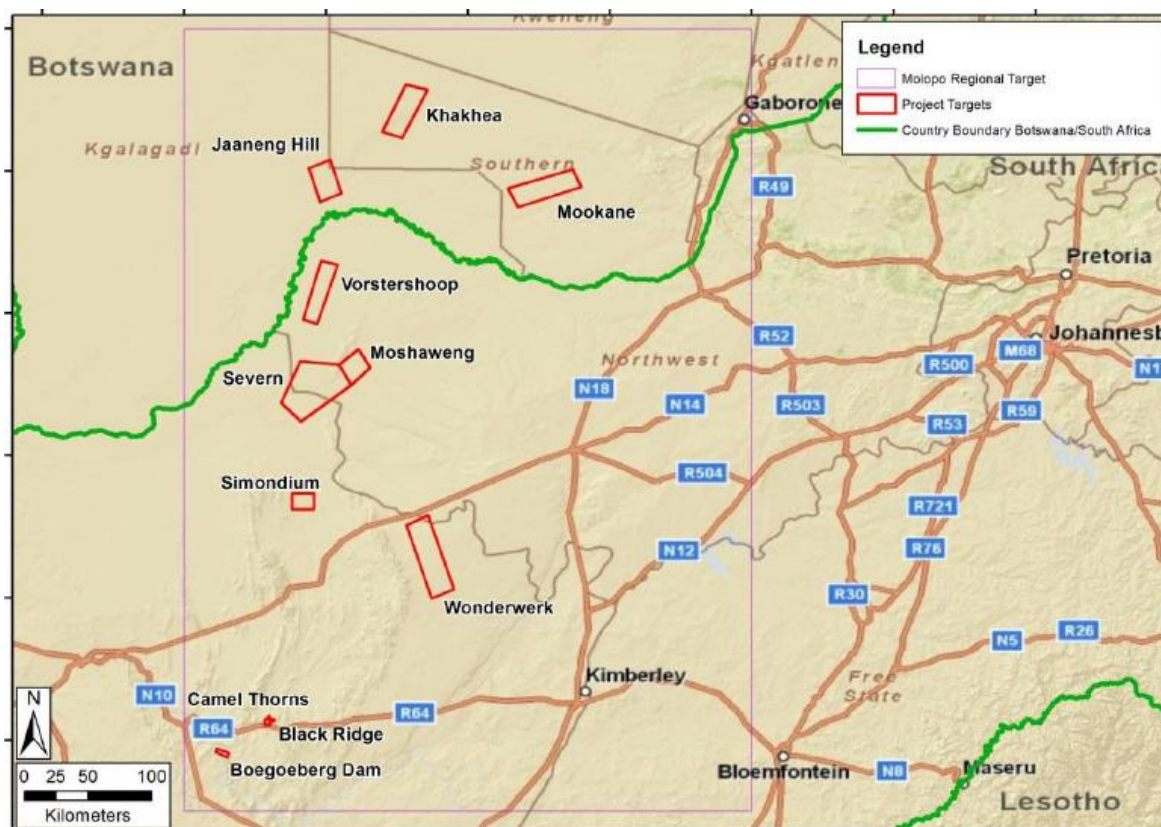 Kweneng
Botswana
Kgatlen
Legend
Molopo Regional Target
Project Targets
Country Boundary Botswana/South Africa
Khakhea
Gaborone
Kgalagadi
Jaaneng Hill
Southern
South Africa
R49
Mookane
Pretoria
Vorstershoop
Johannesb
R52
M68
Moshaweng
Northwest
R500
N1
Severn
N18
N14
R503
R59
R53
Simondium
R504
R721
N12
R76
Wonderwerk
R30
R26
N5
Kimberley
Free
State
N
N10
Camel Thorns
R64
R64
Black Ridge
Boegoeberg Dam
0 25 50 100
Kilometers
Bloemfontein
N8
Maseru
Lesotho